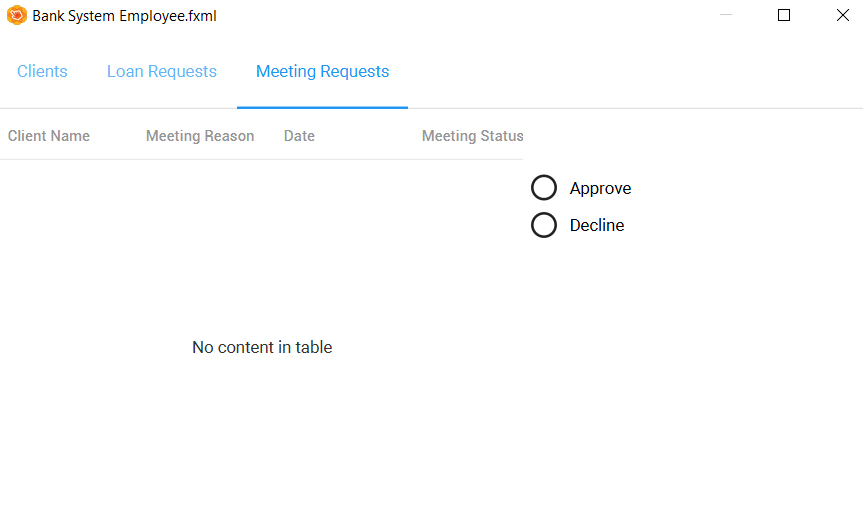 Bank System Employee.fxml
Clients Loan Requests Meeting Requests
Client Name Meeting Reason Date Meeting Status
Approve
Decline
No content in table